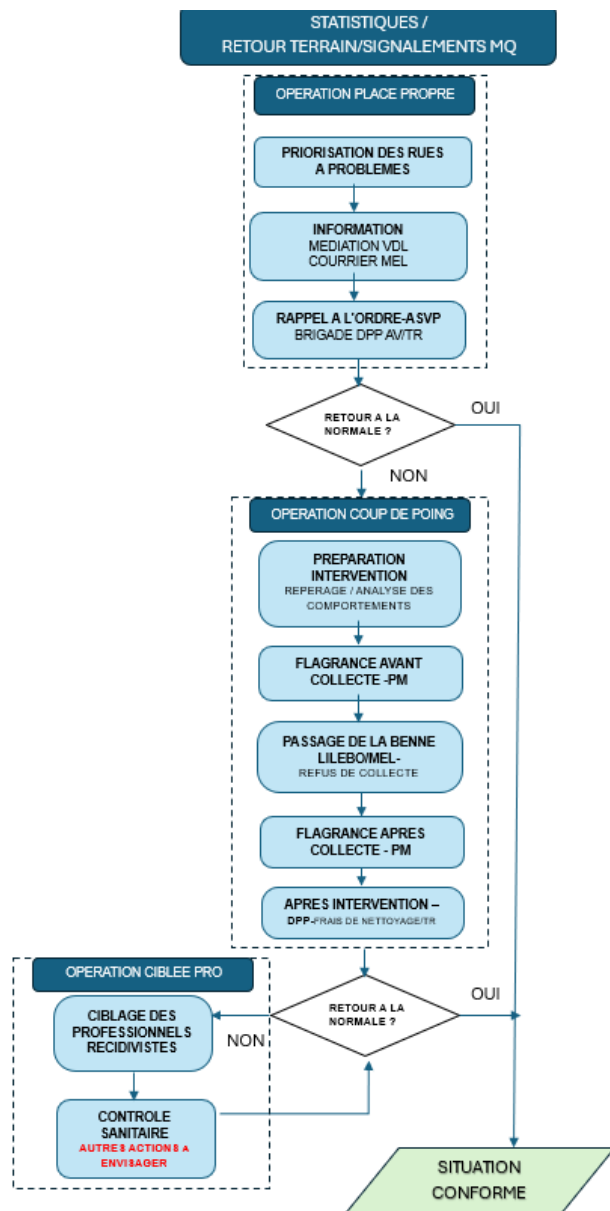 STATISTIQUES /
RETOUR TERRAIN/SIGNALEMENTS MQ
OPERATION PLACE PROPRE
PRIORISATION DES RUES
A PROBLEMES
INFORMATION
MEDIATION VDL
COURRIER MEL
RAPPEL A L'ORDRE-ASVP
BRIGADE DPP AV/TR
RETOUR A LA
NORMALE ?
OUI
NON
OPERATION COUP DE POING
PREPARATION
INTERVENTION
REPERAGE / ANALYSE DES
COMPORTEMENTS
FLAGRANCE AVANT
COLLECTE -PM
PASSAGE DE LA BENNE
LILEBO/MEL-
REFUS DE COLLECTE
FLAGRANCE APRES
COLLECTE - PM
APRES INTERVENTION –
DPP-FRAIS DE NETTOYAGE/TR
OPERATION CIBLEE PRO
RETOUR A LA
NORMALE ?
OUI
NON
CIBLAGE DES
PROFESSIONNELS
RECIDIVISTES
CONTROLE
SANITAIRE
AUTRES ACTIONS A
ENVISAGER
SITUATION
CONFORME